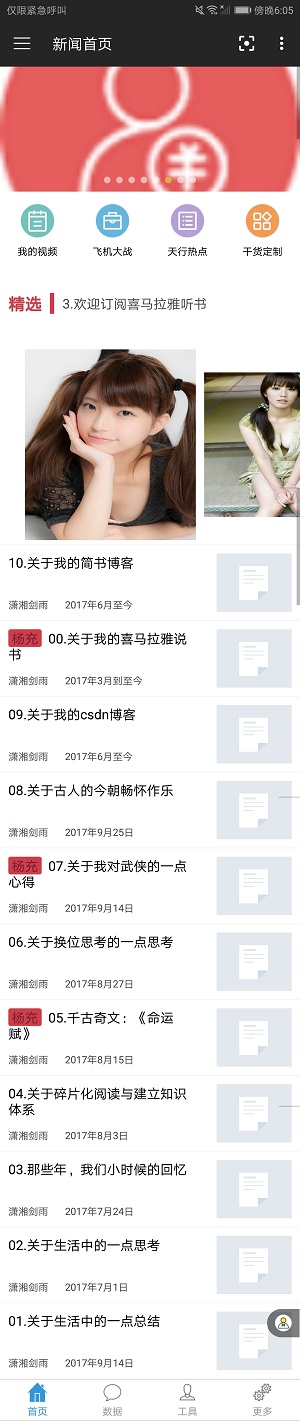 仅限紧急呼叫 傍晚6:05
新闻首页
我的视频 飞机大战 天行热点 干货定制
精选 3.欢迎订阅喜马拉雅听书
10.关于我的简书博客
潇湘剑雨 2017年6月至今
杨充 00.关于我的喜马拉雅说
书
潇湘剑雨 2017年3月到至今
09.关于我的csdn博客
潇湘剑雨 2017年6月至今
08.关于古人的今朝畅怀作乐
潇湘剑雨 2017年9月25日
杨充 07.关于我对武侠的一点
心得
潇湘剑雨 2017年9月14日
06.关于换位思考的一点思考
潇湘剑雨 2017年8月27日
杨充 05.千古奇文：《命运
赋》
潇湘剑雨 2017年8月15日
04.关于碎片化阅读与建立知识
体系
潇湘剑雨 2017年8月3日
03.那些年，我们小时候的回忆
潇湘剑雨 2017年7月24日
02.关于生活中的一点思考
潇湘剑雨 2017年7月1日
01.关于生活中的一点总结
潇湘剑雨 2017年9月14日
首页 数据 工具 更多